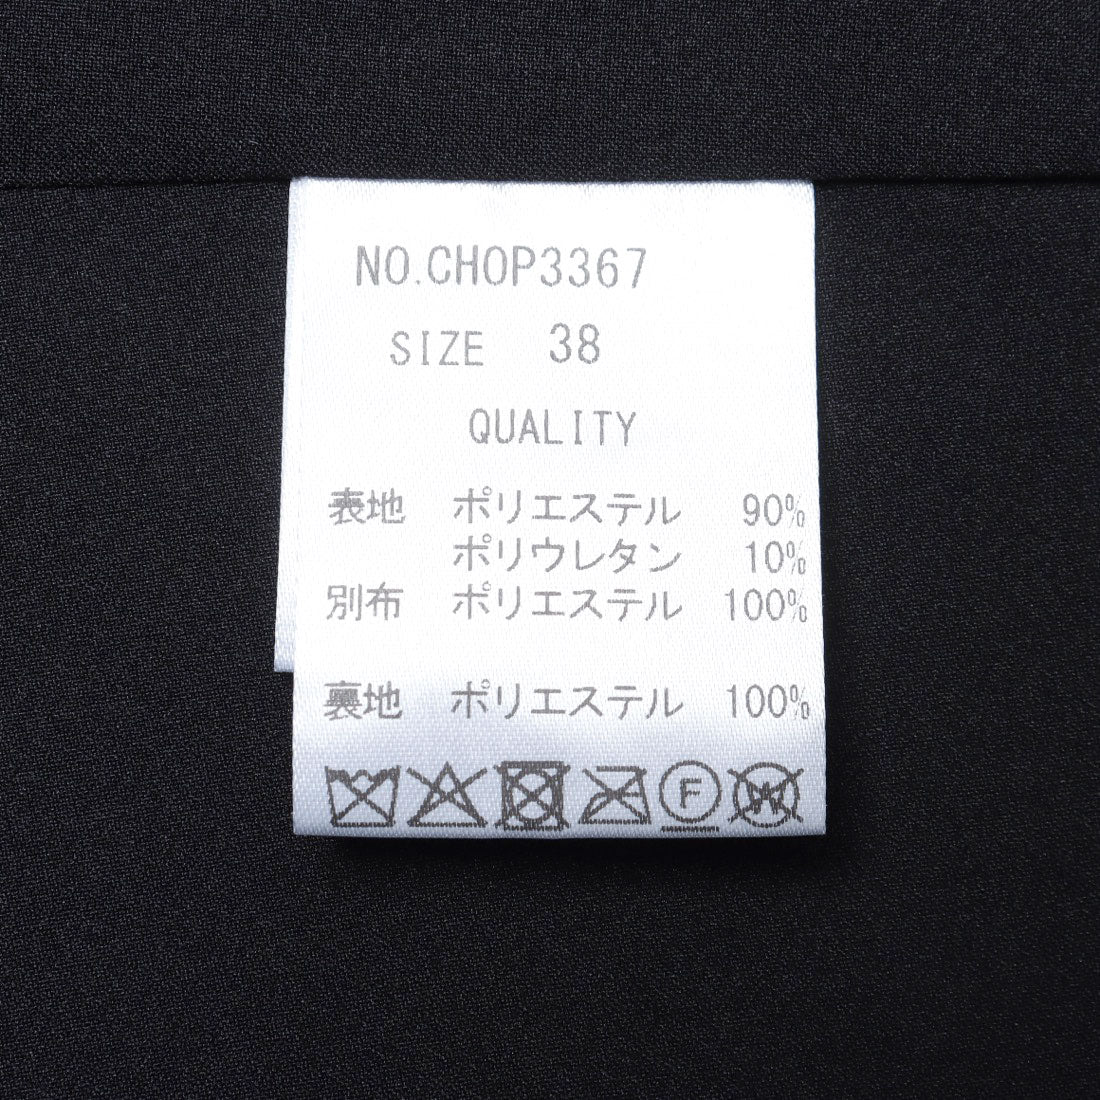 NO.CHOP3367
SIZE 38
QUALITY
表地 ポリエステル 90%
ポリウレタン 10%
別布 ポリエステル 100%
裏地 ポリエステル 100%
F W